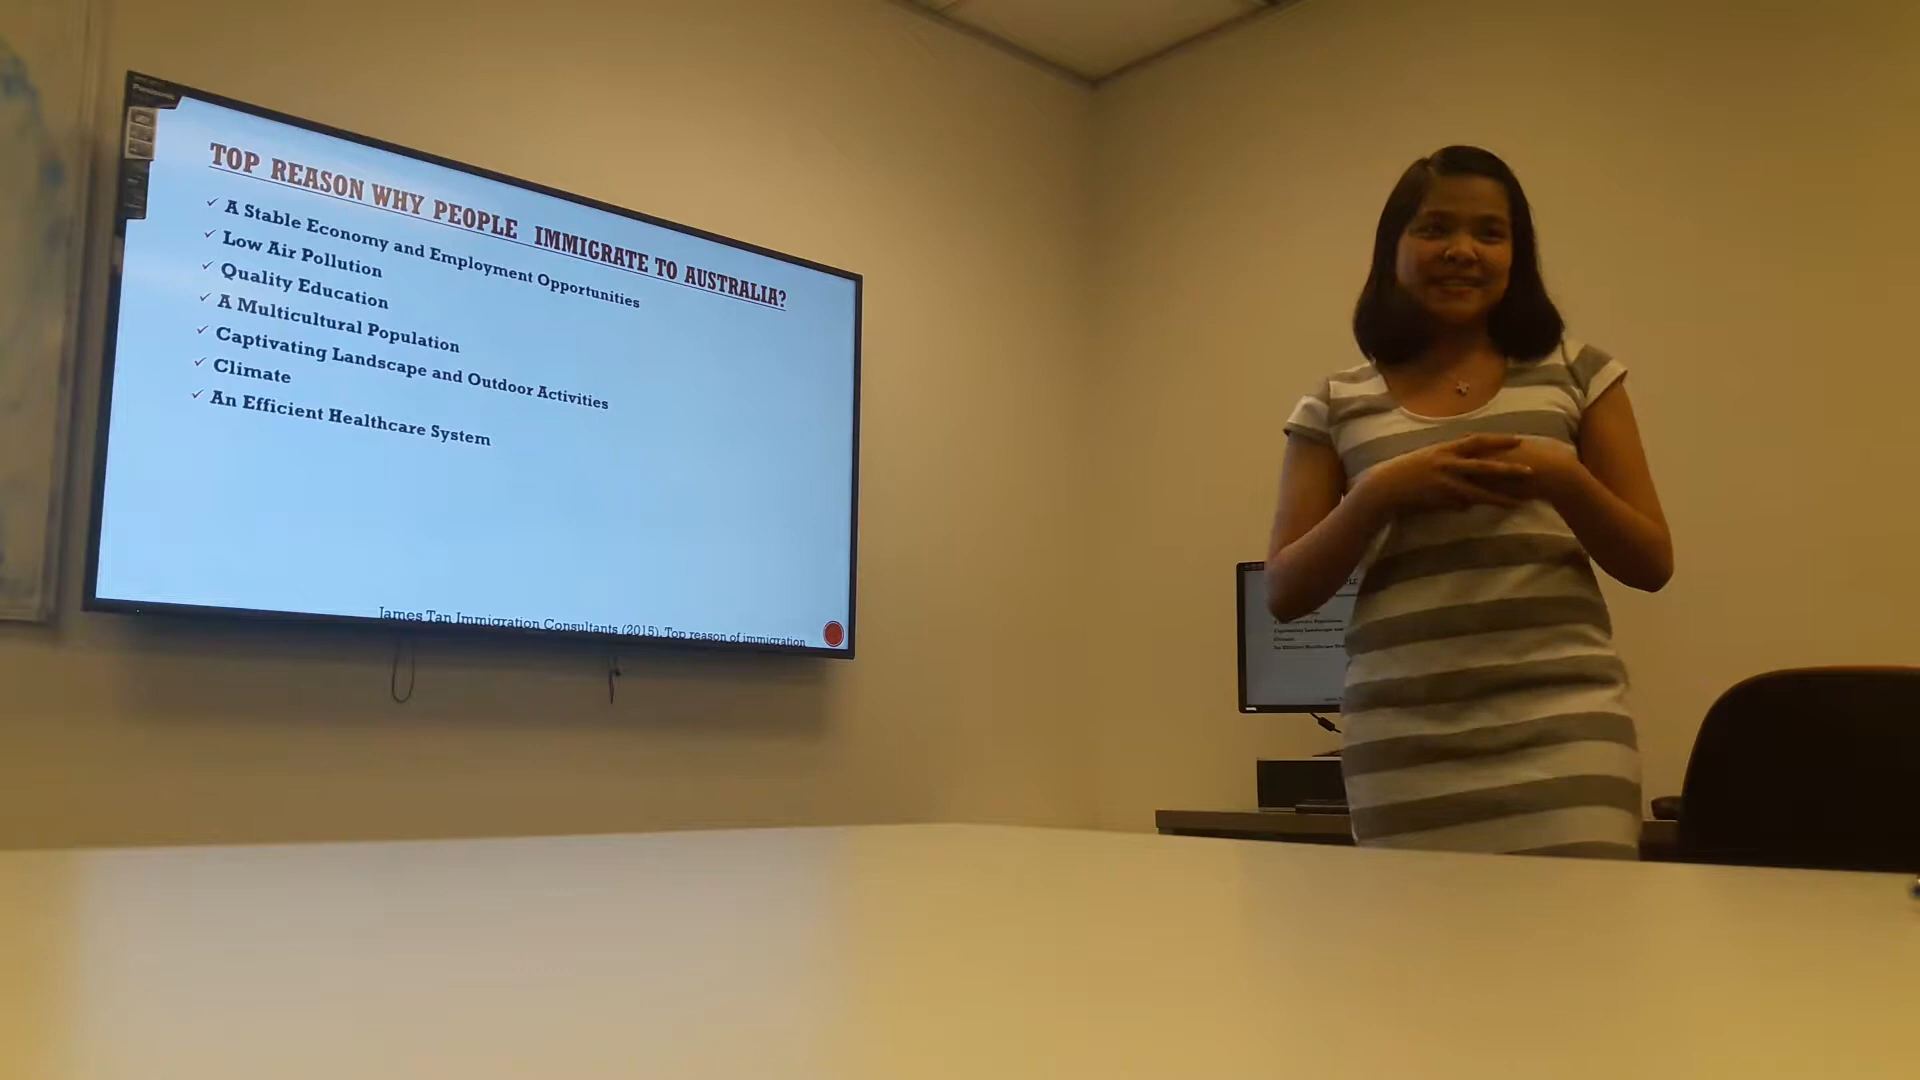 Panasonic
TOP REASON WHY PEOPLE IMMIGRATE TO AUSTRALIA?
✓ A Stable Economy and Employment Opportunities
✓ Low Air Pollution
✓ Quality Education
✓ A Multicultural Population
✓ Captivating Landscape and Outdoor Activities
✓ Climate
✓ An Efficient Healthcare System
James Tan Immigration Consultants (2015). Top reason of immigration